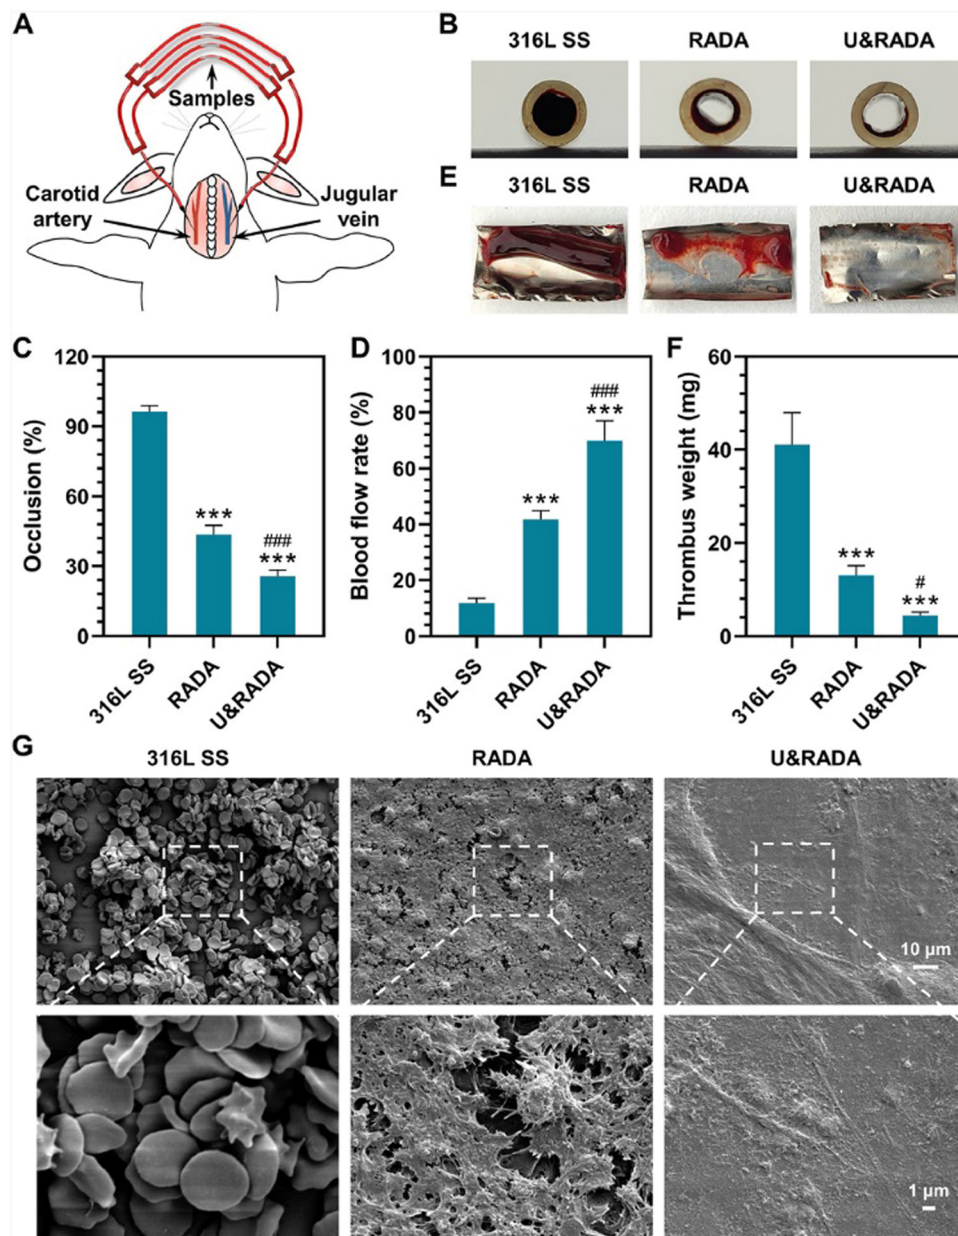 A
Samples
Carotid
artery
Jugular
vein
B
316L SS RADA U&RADA
E
316L SS RADA U&RADA
C
Occlusion (%)
120
90
60
30
0
***
###
***
316L SS RADA U&RADA
D
Blood flow rate (%)
100
80
60
40
20
0
***
###
***
316L SS RADA U&RADA
F
Thrombus weight (mg)
60
40
20
0
***
#
***
316L SS RADA U&RADA
G
316L SS RADA U&RADA
10 μm
1 μm